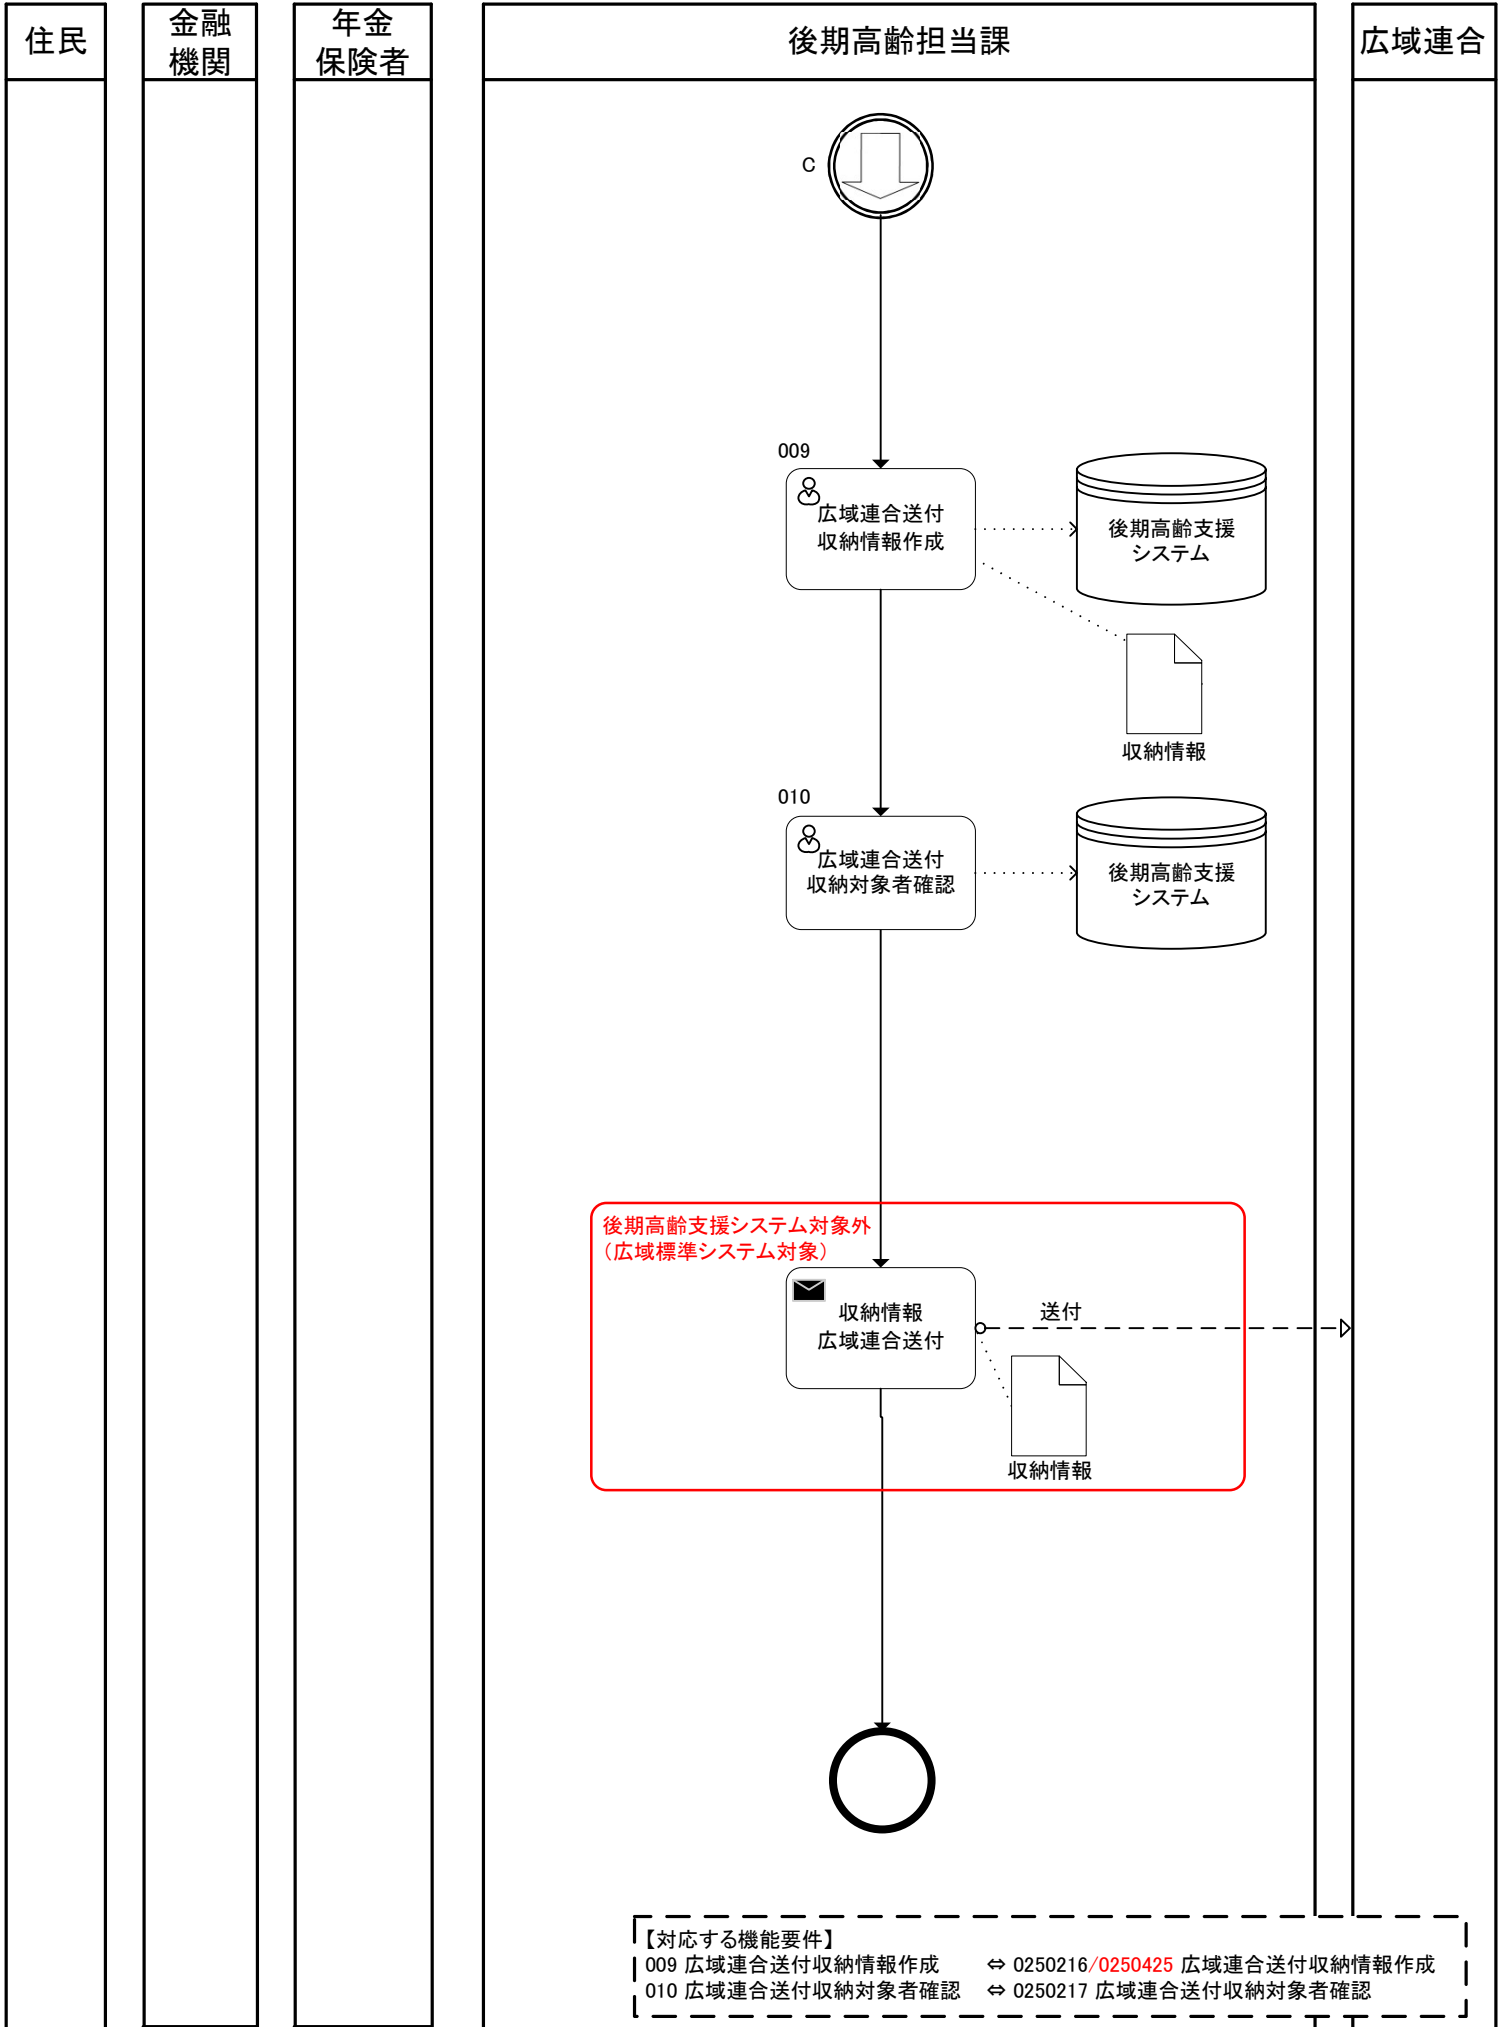 住民
金融
機関
年金
保険者
後期高齢担当課
広域連合
C
009
広域連合送付
収納情報作成
後期高齢支援
システム
収納情報
010
広域連合送付
収納対象者確認
後期高齢支援
システム
後期高齢支援システム対象外
（広域標準システム対象）
収納情報
広域連合送付
送付
収納情報
【対応する機能要件】
009 広域連合送付収納情報作成 ⇔ 0250216/0250425 広域連合送付収納情報作成
010 広域連合送付収納対象者確認 ⇔ 0250217 広域連合送付収納対象者確認